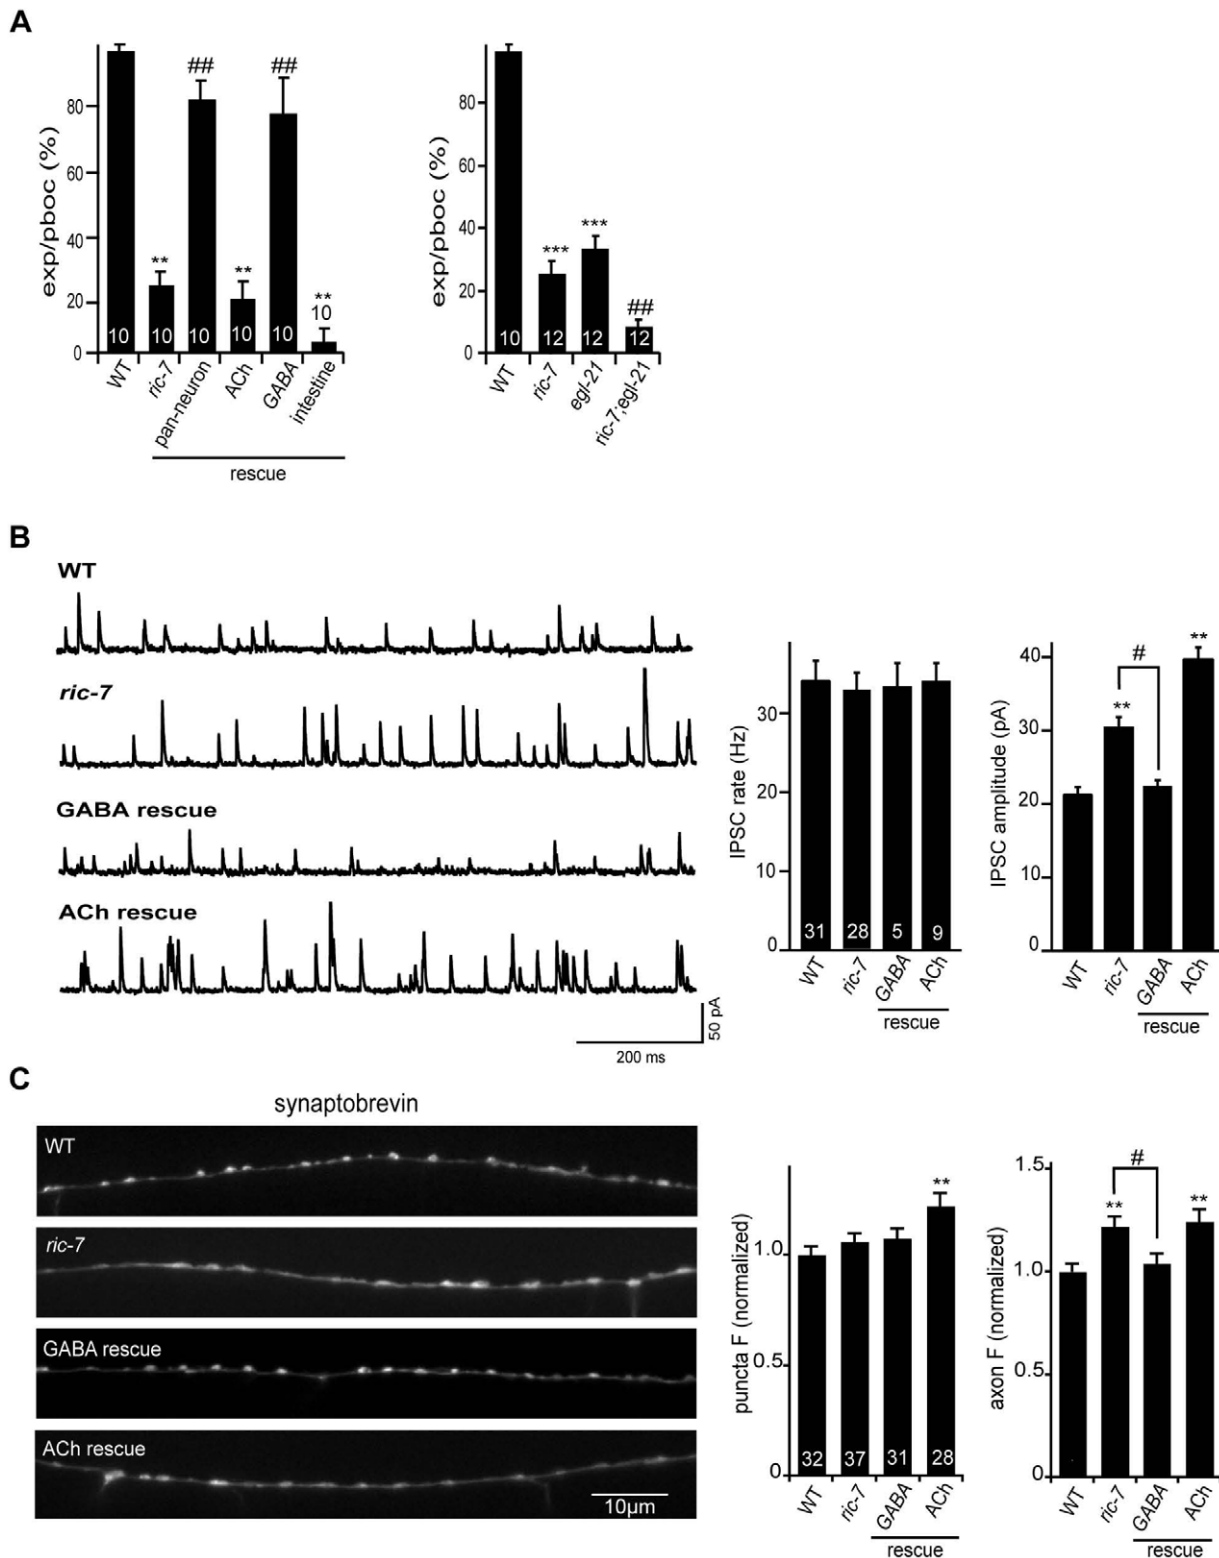 A
exp/pboc (%)
80
60
40
20
0
##
##
**
**
**
10
10
10
10
10
10
WT
ric-7
pan-neuron
ACh
GABA
intestine
rescue
exp/pboc (%)
80
60
40
20
0
***
***
##
10
12
12
12
WT
ric-7
egl-21
ric-7;egl-21
B
WT
ric-7
GABA rescue
ACh rescue
50 pA
200 ms
IPSC rate (Hz)
30
20
10
0
31
28
5
9
WT
ric-7
GABA
ACh
rescue
IPSC amplitude (pA)
40
30
20
10
0
**
#
**
WT
ric-7
GABA
ACh
rescue
C
synaptobrevin
WT
ric-7
GABA rescue
ACh rescue
10µm
puncta F (normalized)
1.0
0.5
0
**
32
37
31
28
WT
ric-7
GABA
ACh
rescue
axon F (normalized)
1.5
1.0
0.5
0
#
**
**
WT
ric-7
GABA
ACh
rescue